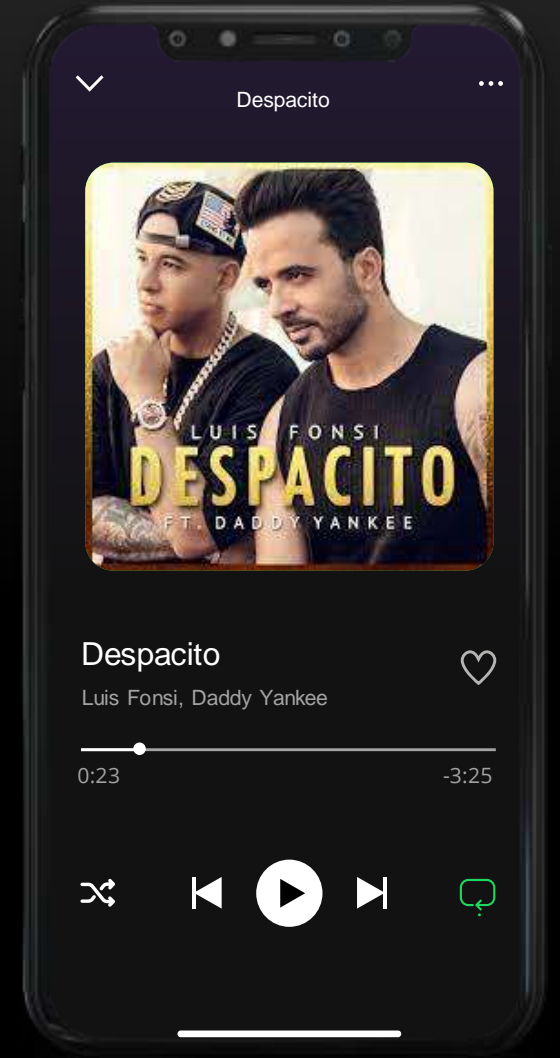 Despacito
LUIS FONSI
DESPACITO
FT. DADDY YANKEE
Despacito
Luis Fonsi, Daddy Yankee
0:23 -3:25